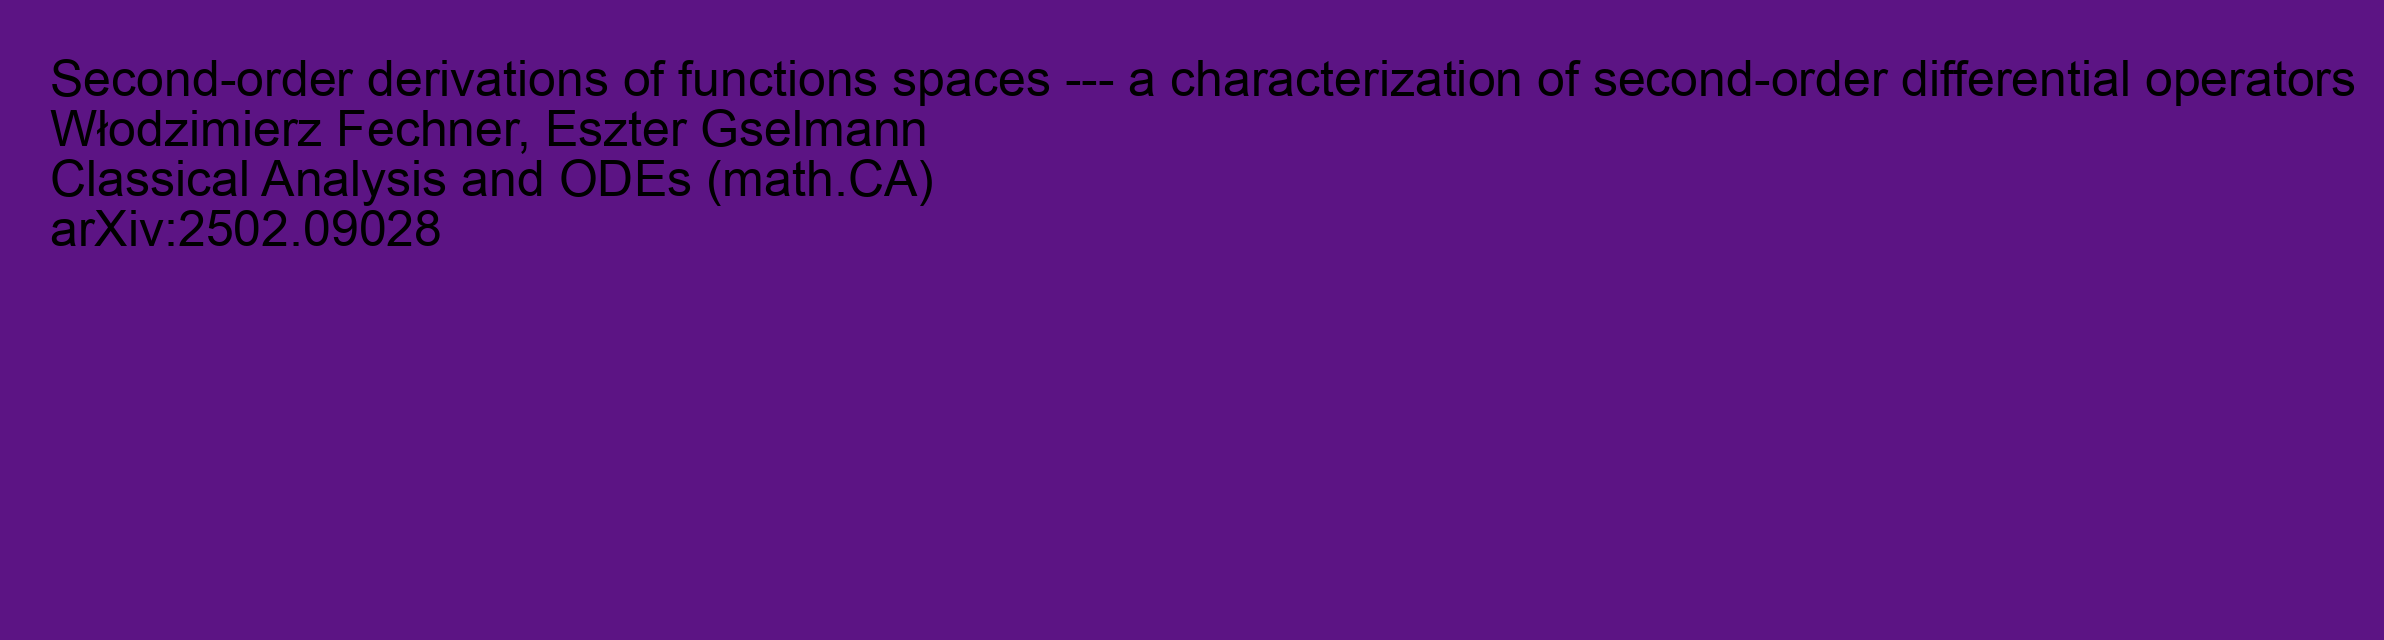 Second-order derivations of functions spaces --- a characterization of second-order differential operators
Włodzimierz Fechner, Eszter Gselmann
Classical Analysis and ODEs (math.CA)
arXiv:2502.09028